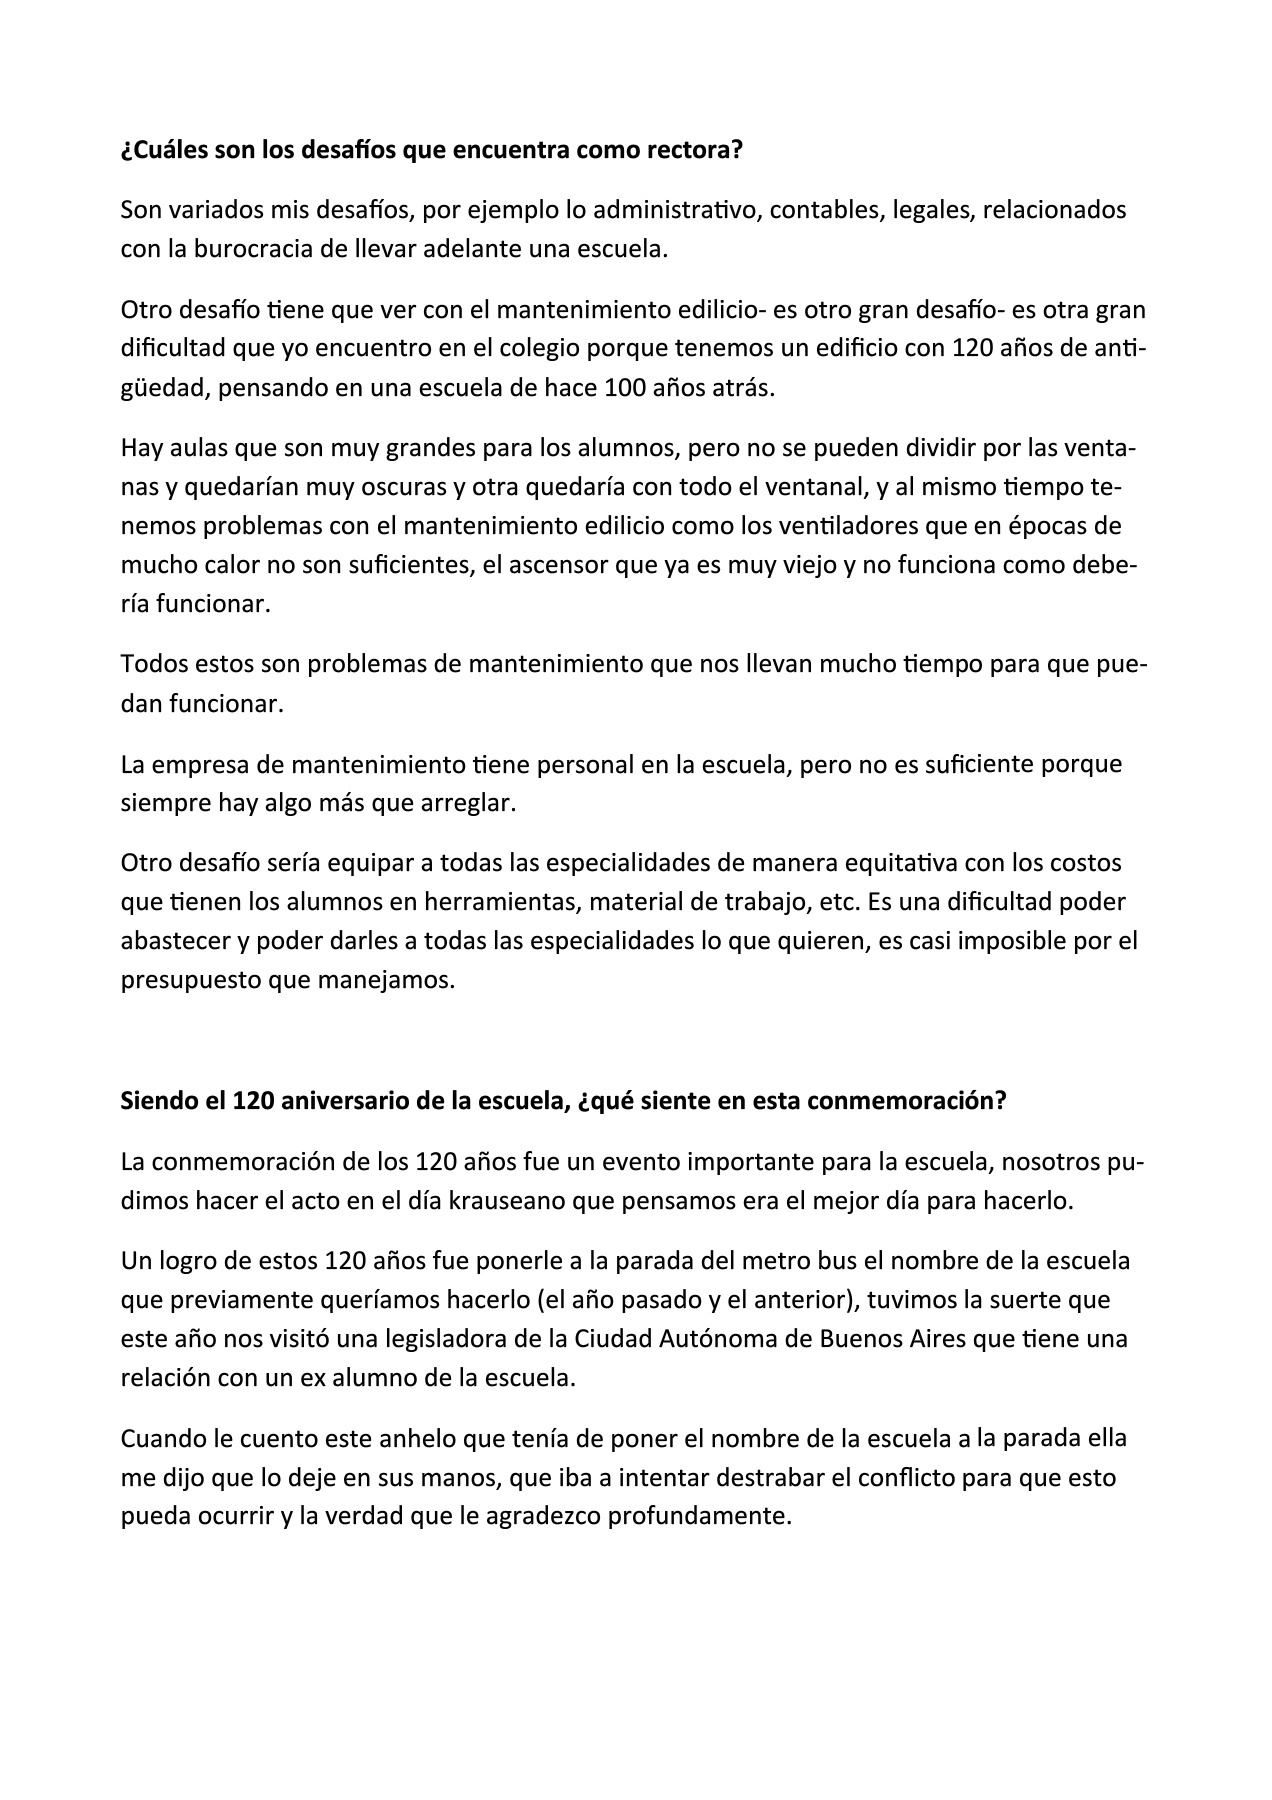 ¿Cuáles son los desafíos que encuentra como rectora?
Son variados mis desafíos, por ejemplo lo administrativo, contables, legales, relacionados
con la burocracia de llevar adelante una escuela.
Otro desafío tiene que ver con el mantenimiento edilicio- es otro gran desafío- es otra gran
dificultad que yo encuentro en el colegio porque tenemos un edificio con 120 años de anti-
güedad, pensando en una escuela de hace 100 años atrás.
Hay aulas que son muy grandes para los alumnos, pero no se pueden dividir por las venta-
nas y quedarían muy oscuras y otra quedaría con todo el ventanal, y al mismo tiempo te-
nemos problemas con el mantenimiento edilicio como los ventiladores que en épocas de
mucho calor no son suficientes, el ascensor que ya es muy viejo y no funciona como debe-
ría funcionar.
Todos estos son problemas de mantenimiento que nos llevan mucho tiempo para que pue-
dan funcionar.
La empresa de mantenimiento tiene personal en la escuela, pero no es suficiente porque
siempre hay algo más que arreglar.
Otro desafío sería equipar a todas las especialidades de manera equitativa con los costos
que tienen los alumnos en herramientas, material de trabajo, etc. Es una dificultad poder
abastecer y poder darles a todas las especialidades lo que quieren, es casi imposible por el
presupuesto que manejamos.
Siendo el 120 aniversario de la escuela, ¿qué siente en esta conmemoración?
La conmemoración de los 120 años fue un evento importante para la escuela, nosotros pu-
dimos hacer el acto en el día krauseano que pensamos era el mejor día para hacerlo.
Un logro de estos 120 años fue ponerle a la parada del metro bus el nombre de la escuela
que previamente queríamos hacerlo (el año pasado y el anterior), tuvimos la suerte que
este año nos visitó una legisladora de la Ciudad Autónoma de Buenos Aires que tiene una
relación con un ex alumno de la escuela.
Cuando le cuento este anhelo que tenía de poner el nombre de la escuela a la parada ella
me dijo que lo deje en sus manos, que iba a intentar destrabar el conflicto para que esto
pueda ocurrir y la verdad que le agradezco profundamente.